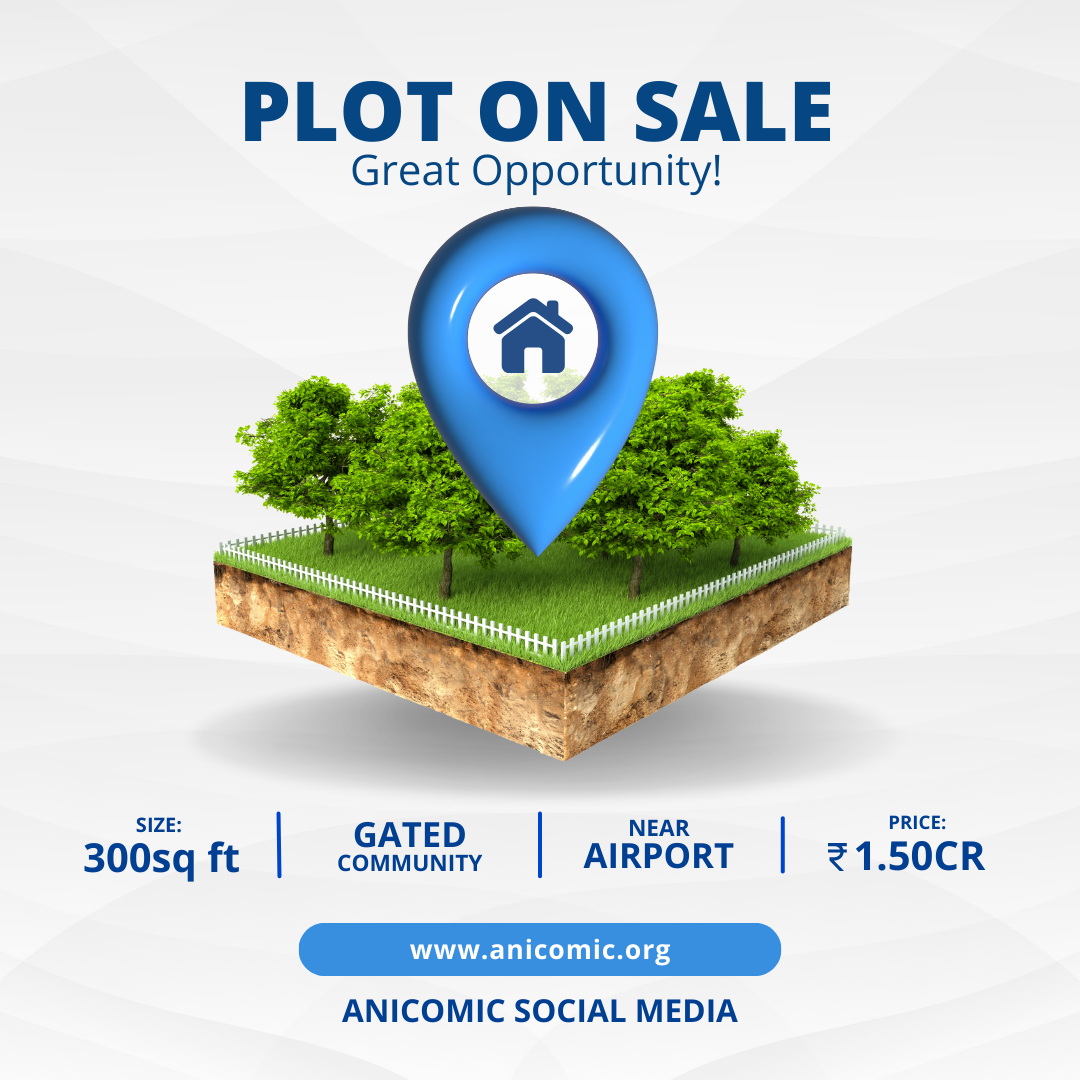 PLOT ON SALE
Great Opportunity!
SIZE:
300sq ft
GATED
COMMUNITY
NEAR
AIRPORT
PRICE:
₹ 1.50CR
www.anicomic.org
ANICOMIC SOCIAL MEDIA